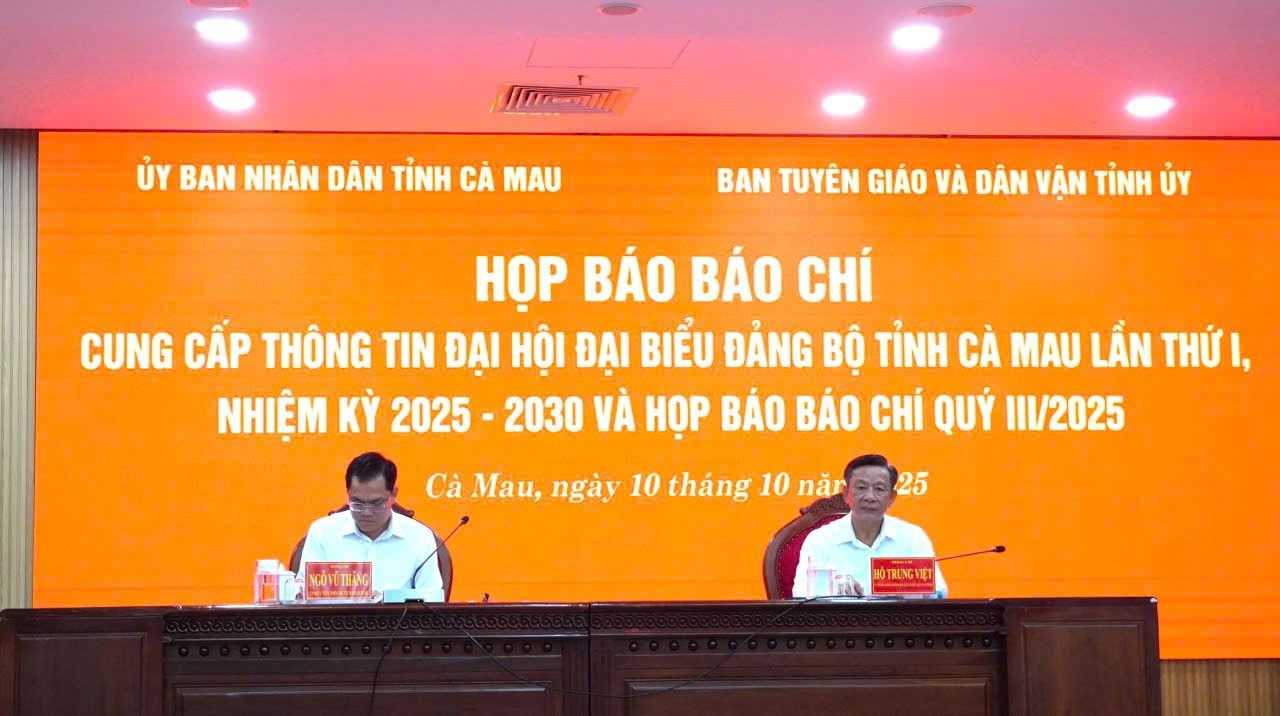 ỦY BAN NHÂN DÂN TỈNH CÀ MAU
BAN TUYÊN GIÁO VÀ DÂN VẬN TỈNH ỦY
HỌP BÁO BÁO CHÍ
CUNG CẤP THÔNG TIN ĐẠI HỘI ĐẠI BIỂU ĐẢNG BỘ TỈNH CÀ MAU LẦN THỨ I,
NHIỆM KỲ 2025 - 2030 VÀ HỌP BÁO BÁO CHÍ QUÝ III/2025
Cà Mau, ngày 10 tháng 10 năm 25
NGÔ VŨ THĂNG
HỒ TRUNG VIỆT